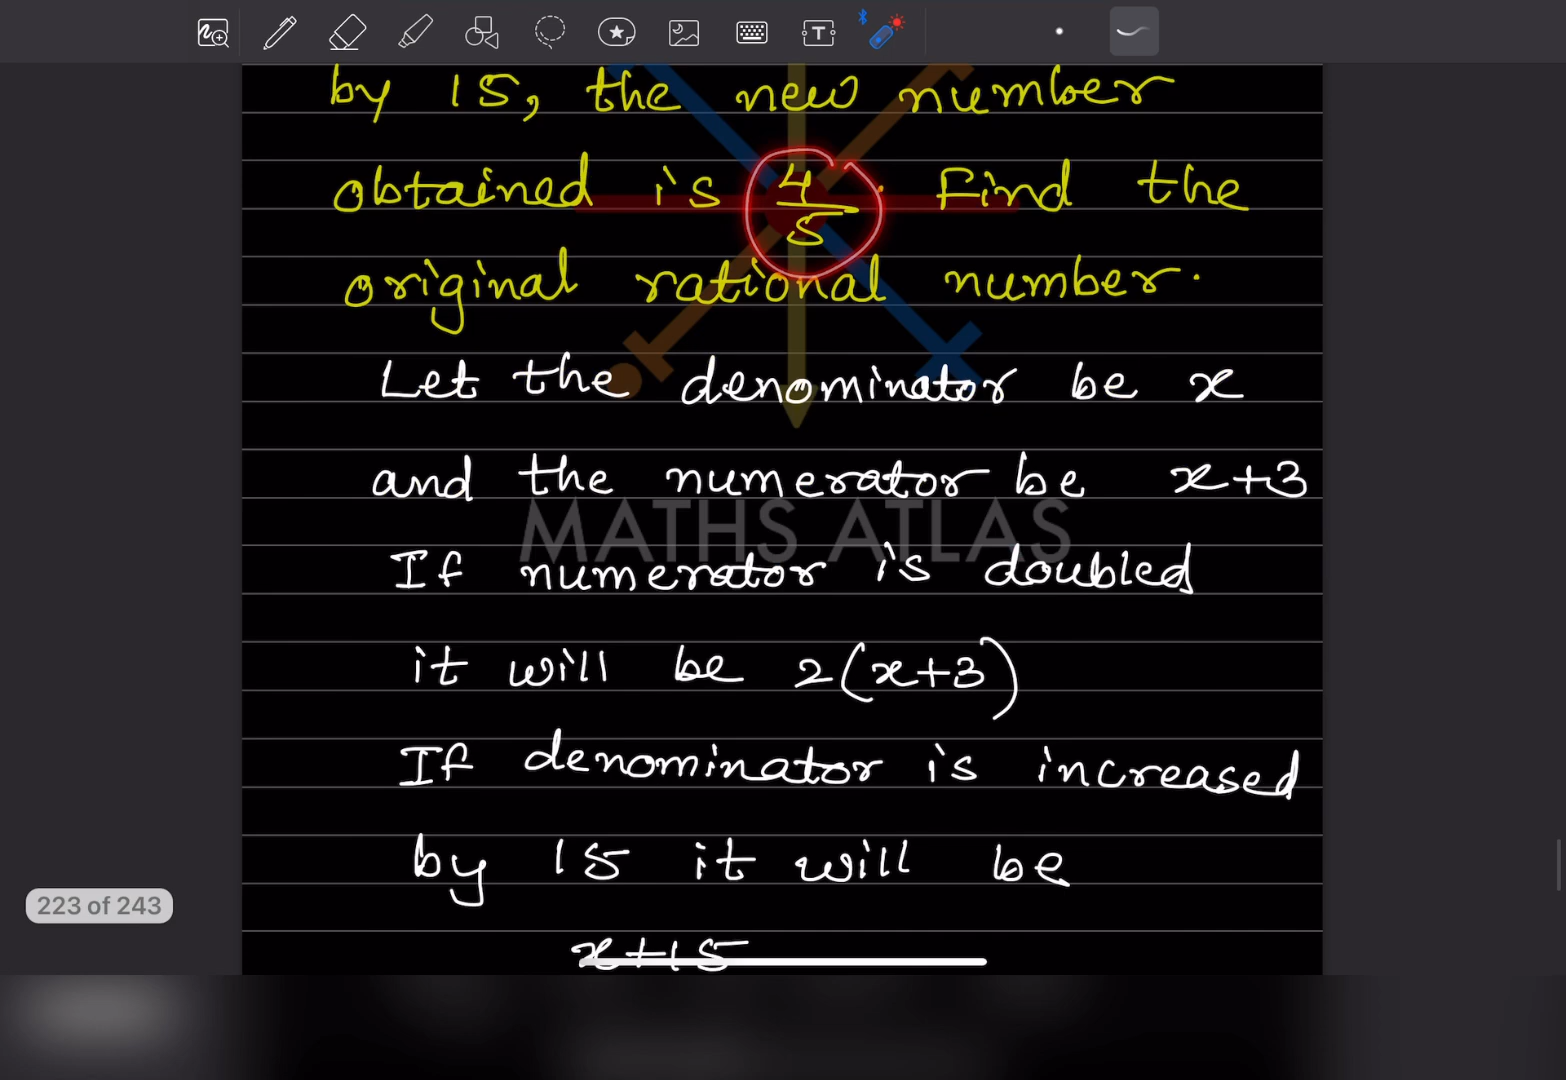 by 15, the new number
obtained is 4/5. Find the
original rational number.
Let the denominator be x
and the numerator be x+3
MATHS ATLAS
If numerator is doubled
it will be 2(x+3)
If denominator is increased
by 15 it will be
223 of 243
x+15